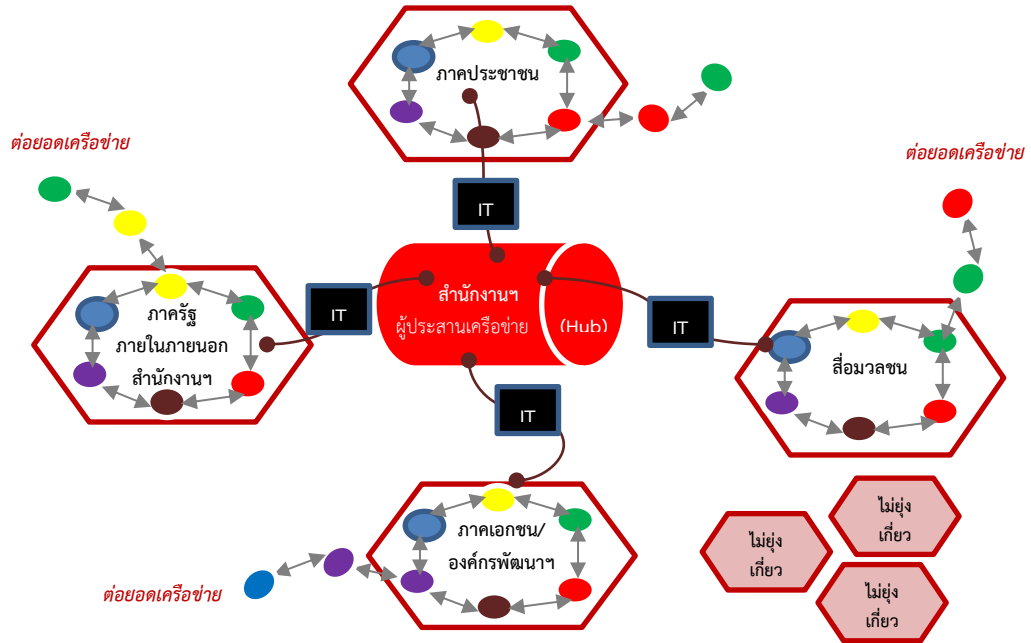 ภาคประชาชน
ต่อยอดเครือข่าย
ต่อยอดเครือข่าย
IT
ภาครัฐ
ภายในภายนอก
สำนักงานฯ
IT
สำนักงานฯ
ผู้ประสานเครือข่าย
(Hub)
IT
สื่อมวลชน
IT
ภาคเอกชน/
องค์กรพัฒนาฯ
ต่อยอดเครือข่าย
ไม่ยุ่ง
เกี่ยว
ไม่ยุ่ง
เกี่ยว
ไม่ยุ่ง
เกี่ยว